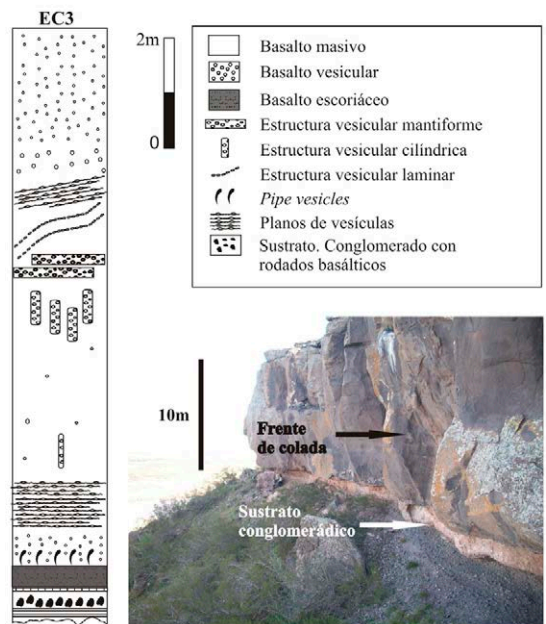 EC3
2m
0
Basalto masivo
Basalto vesicular
Basalto escoriáceo
Estructura vesicular mantiforme
Estructura vesicular cilíndrica
Estructura vesicular laminar
Pipe vesicles
Planos de vesículas
Sustrato. Conglomerado con
rodados basálticos
10m
Frente
de colada
Sustrato
conglomerádico